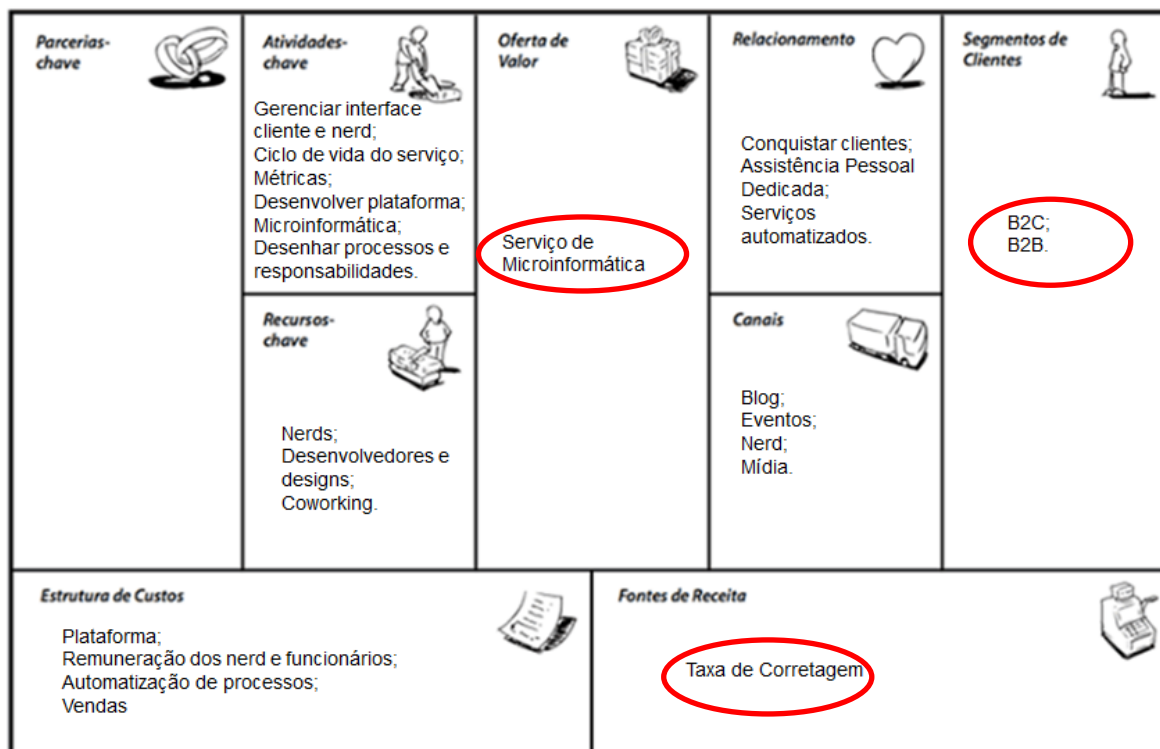 Parcerias-
chave
Atividades-
chave
Gerenciar interface
cliente e nerd;
Ciclo de vida do serviço;
Métricas;
Desenvolver plataforma;
Microinformática;
Desenhar processos e
responsabilidades.
Recursos-
chave
Nerds;
Desenvolvedores e
designs;
Coworking.
Oferta de
Valor
Serviço de
Microinformática
Relacionamento
Conquistar clientes;
Assistência Pessoal
Dedicada;
Serviços
automatizados.
Canais
Blog;
Eventos;
Nerd;
Mídia.
Segmentos de
Clientes
B2C;
B2B.
Estrutura de Custos
Plataforma;
Remuneração dos nerd e funcionários;
Automatização de processos;
Vendas
Fontes de Receita
Taxa de Corretagem